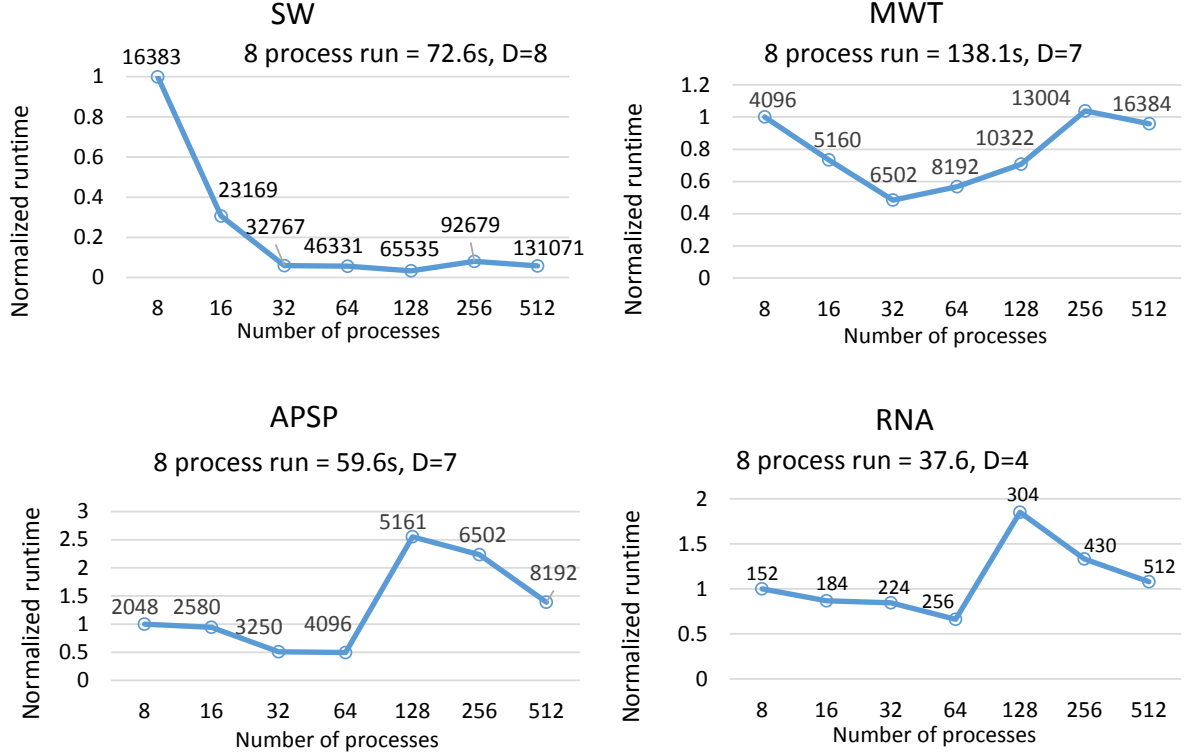 SW
8 process run = 72.6s, D=8
Normalized runtime
1
0.8
0.6
0.4
0.2
0
16383
23169
32767
46331
65535
92679
131071
8 16 32 64 128 256 512
Number of processes
MWT
8 process run = 138.1s, D=7
Normalized runtime
1.2
1
0.8
0.6
0.4
0.2
0
4096
5160
6502
8192
10322
13004
16384
8 16 32 64 128 256 512
Number of processes
APSP
8 process run = 59.6s, D=7
Normalized runtime
3
2.5
2
1.5
1
0.5
0
2048
2580
3250
4096
5161
6502
8192
8 16 32 64 128 256 512
Number of processes
RNA
8 process run = 37.6, D=4
Normalized runtime
2
1.5
1
0.5
0
152
184
224
256
304
430
512
8 16 32 64 128 256 512
Number of processes